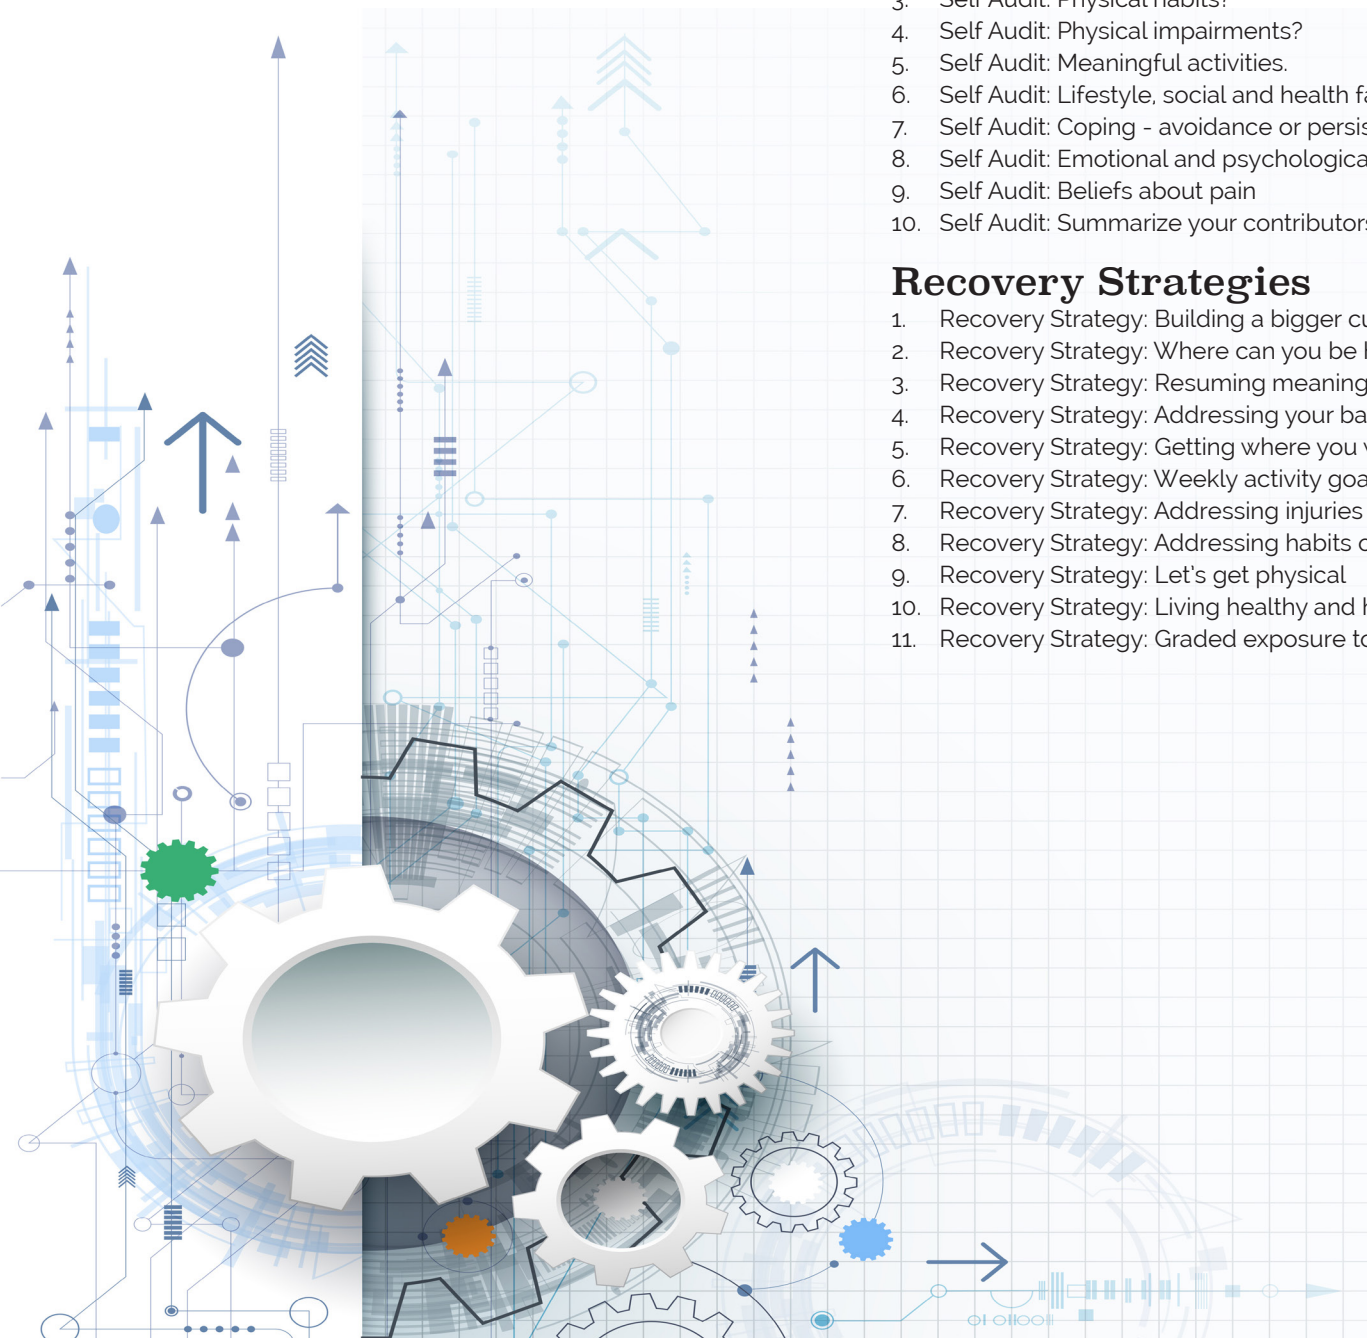 3. Self Audit: Physical habits?
4. Self Audit: Physical impairments?
5. Self Audit: Meaningful activities.
6. Self Audit: Lifestyle, social and health
7. Self Audit: Coping - avoidance or
8. Self Audit: Emotional and
9. Self Audit: Beliefs about pain
10. Self Audit: Summarize your
Recovery Strategies
1. Recovery Strategy: Building a bigger
2. Recovery Strategy: Where can you be
3. Recovery Strategy: Resuming
4. Recovery Strategy: Addressing your
5. Recovery Strategy: Getting where you
6. Recovery Strategy: Weekly activity
7. Recovery Strategy: Addressing injuries
8. Recovery Strategy: Addressing habits
9. Recovery Strategy: Let's get physical
10. Recovery Strategy: Living healthy and
11. Recovery Strategy: Graded exposure